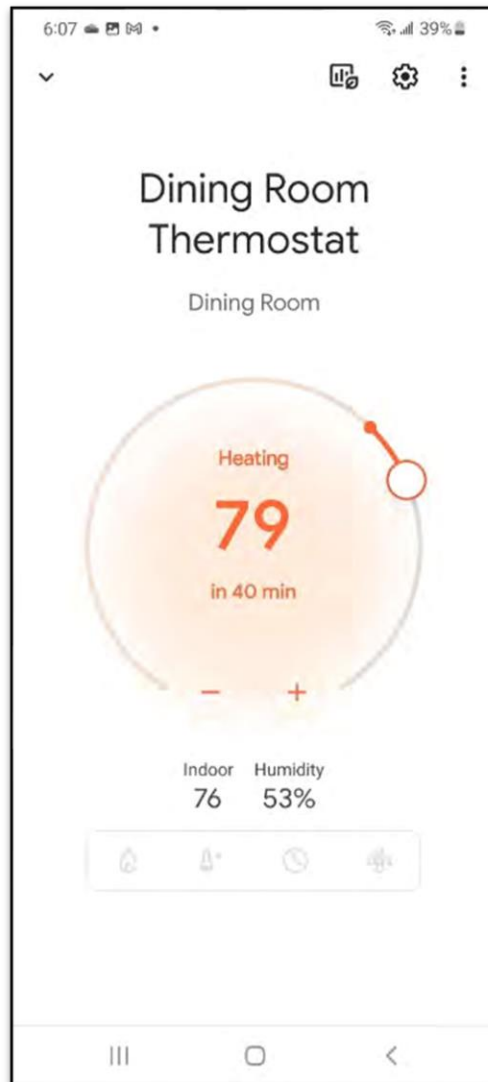 6:07
39%
Dining Room
Thermostat
Dining Room
Heating
79
in 40 min
− +
Indoor Humidity
76 53%